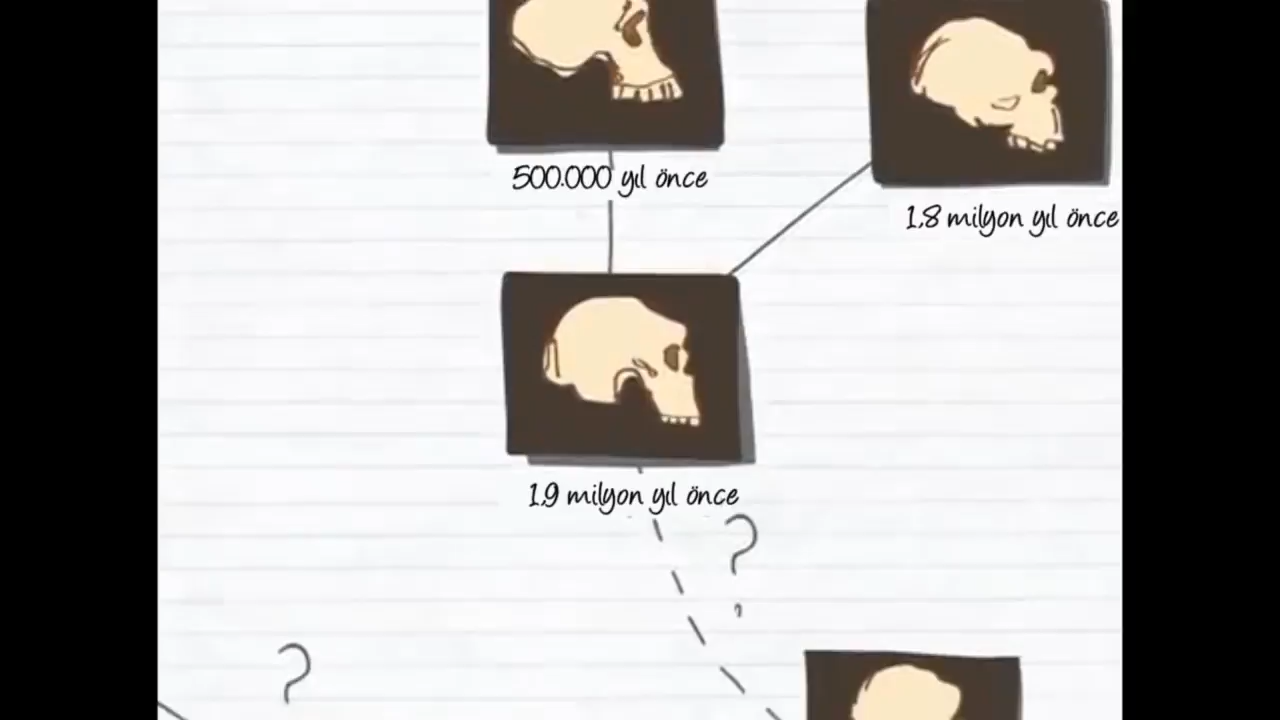 500.000 yıl önce
1,8 milyon yıl önce
1,9 milyon yıl önce
?
?